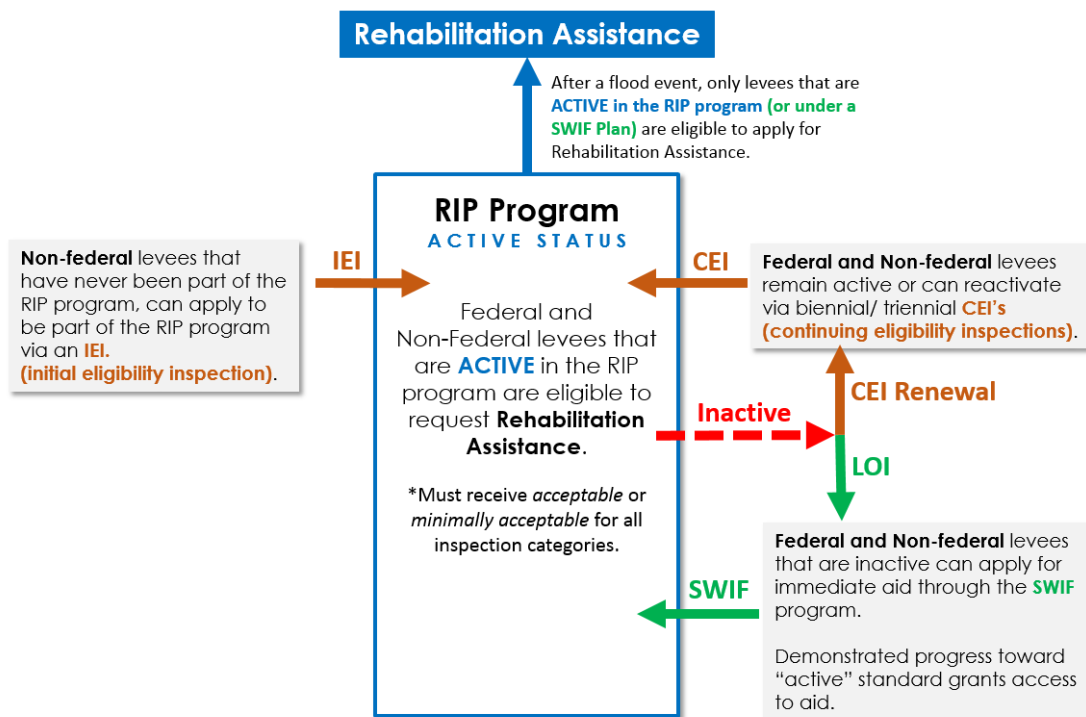 Rehabilitation Assistance
After a flood event, only levees that are
ACTIVE in the RIP program (or under a
SWIF Plan) are eligible to apply for
Rehabilitation Assistance.
RIP Program
ACTIVE STATUS
Federal and
Non-Federal levees that
are ACTIVE in the RIP
program are eligible to
request Rehabilitation
Assistance.
*Must receive acceptable or
minimally acceptable for all
inspection categories.
IEI
Non-federal levees that
have never been part of the
RIP program, can apply to
be part of the RIP program
via an IEI.
(initial eligibility inspection).
CEI
Federal and Non-federal levees
remain active or can reactivate
via biennial/ triennial CEI's
(continuing eligibility inspections).
CEI Renewal
Inactive
LOI
Federal and Non-federal levees
that are inactive can apply for
immediate aid through the SWIF
program.
Demonstrated progress toward
“active” standard grants access
to aid.
SWIF